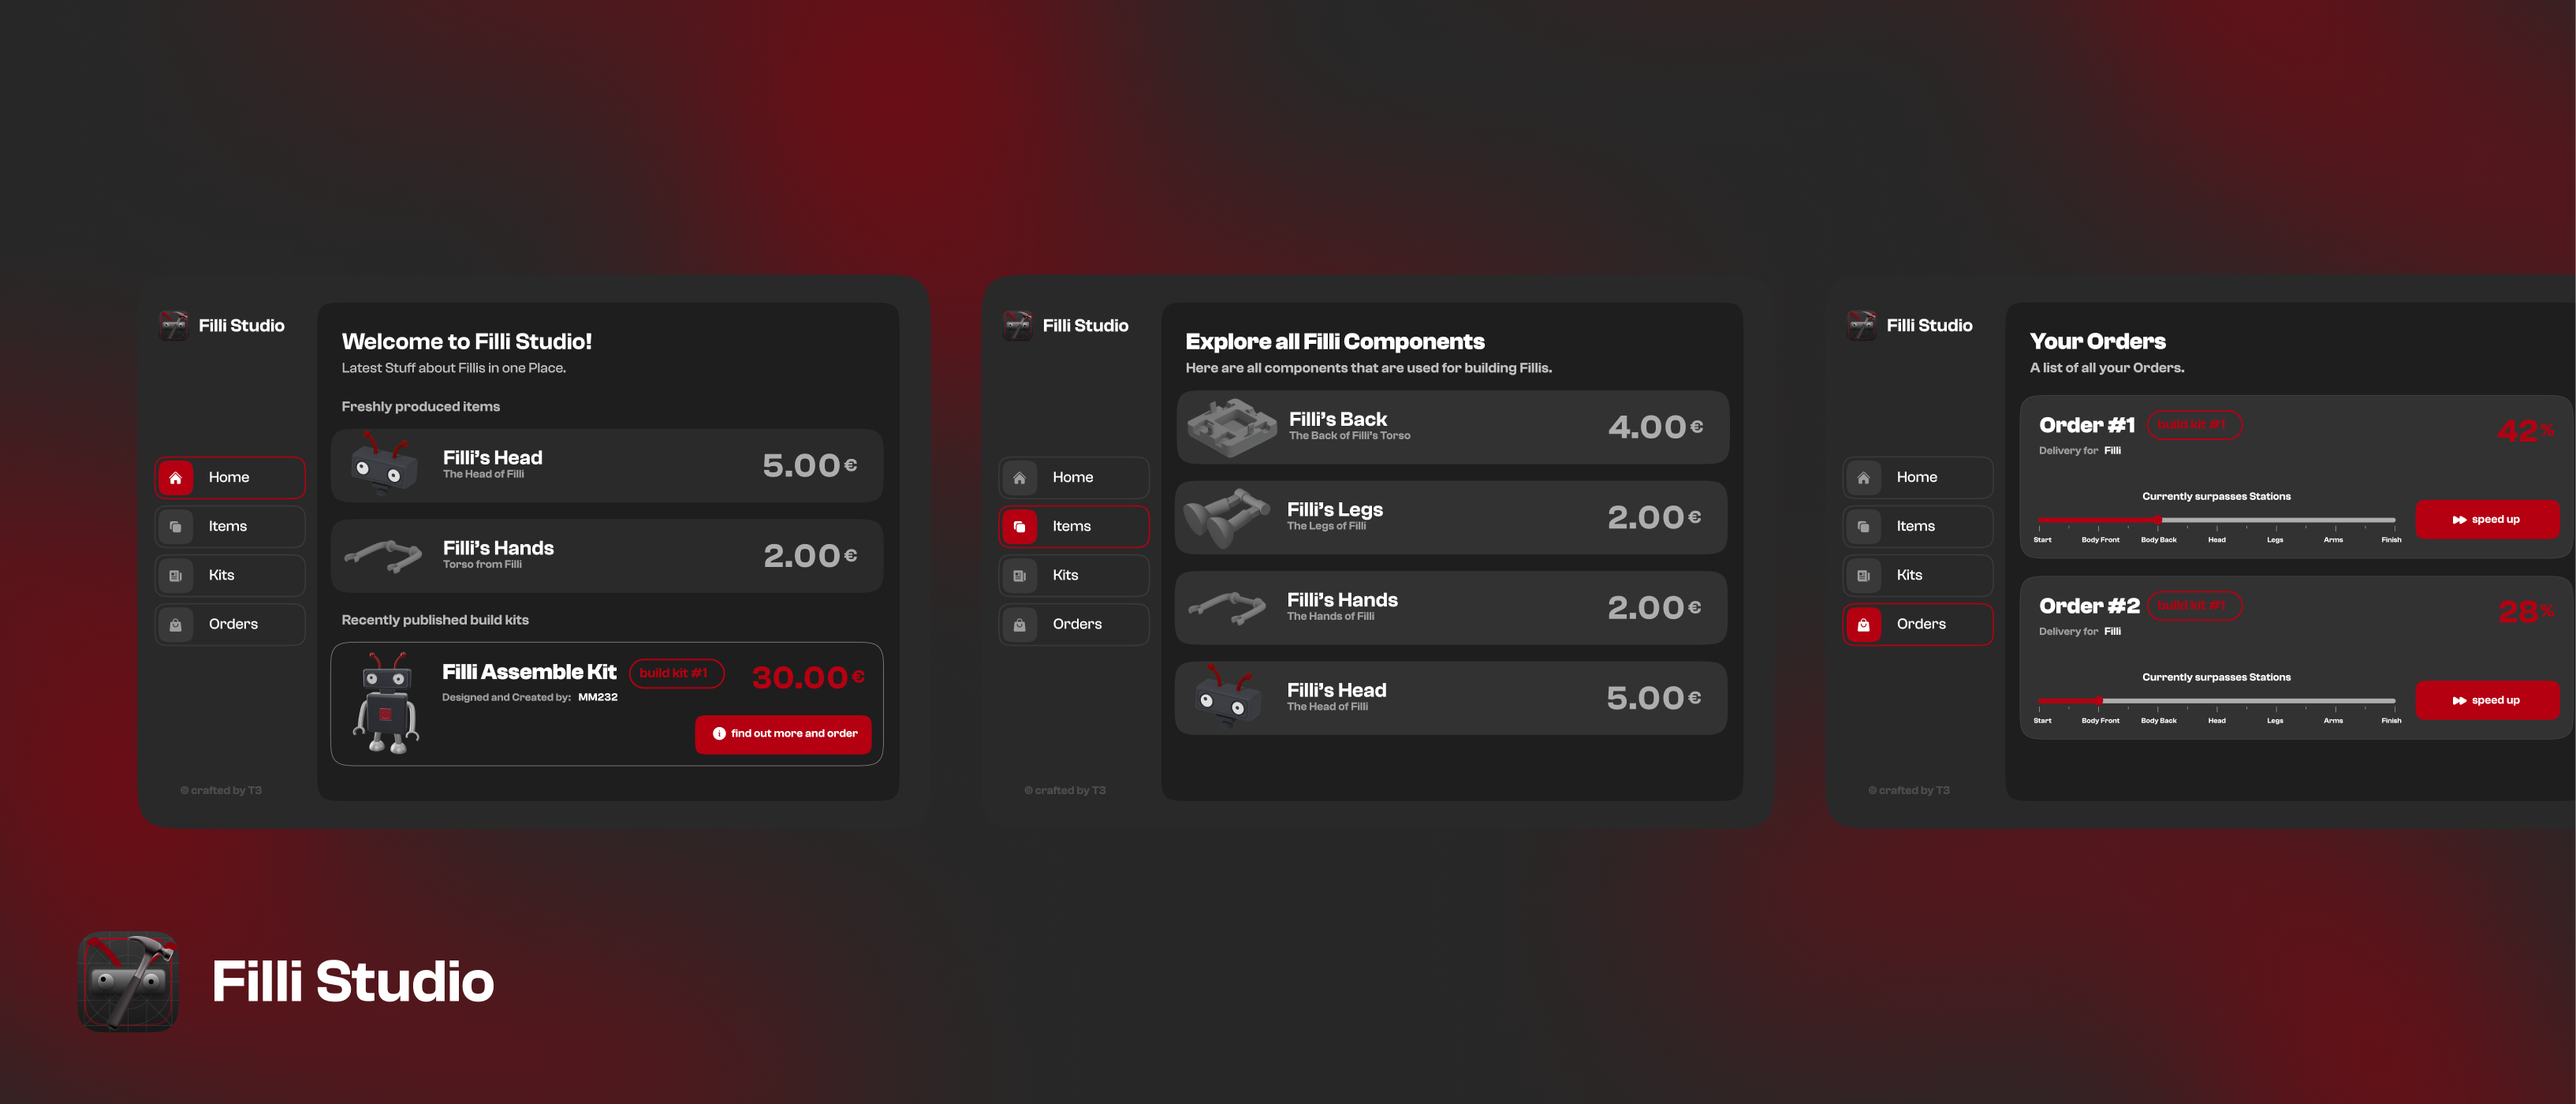 Filli Studio
Home
Items
Kits
Orders
© crafted by T3
Welcome to Filli Studio!
Latest Stuff about Fillis in one Place.
Freshly produced items
Filli's Head
The Head of Filli
5.00€
Filli's Hands
Torso from Filli
2.00€
Recently published build kits
Filli Assemble Kit
build kit #1
30.00€
Designed and Created by: MM232
find out more and order
Filli Studio
Home
Items
Kits
Orders
© crafted by T3
Explore all Filli Components
Here are all components that are used for building Fillis.
Filli's Back
The Back of Filli's Torso
4.00€
Filli's Legs
The Legs of Filli
2.00€
Filli's Hands
The Hands of Filli
2.00€
Filli's Head
The Head of Filli
5.00€
Filli Studio
Home
Items
Kits
Orders
© crafted by T3
Your Orders
A list of all your Orders.
Order #1
build kit #1
42%
Delivery for Filli
Currently surpasses Stations
Start Body Front Body Back Head Legs Arms Finish
speed up
Order #2
build kit #1
28%
Delivery for Filli
Currently surpasses Stations
Start Body Front Body Back Head Legs Arms Finish
speed up
Filli Studio